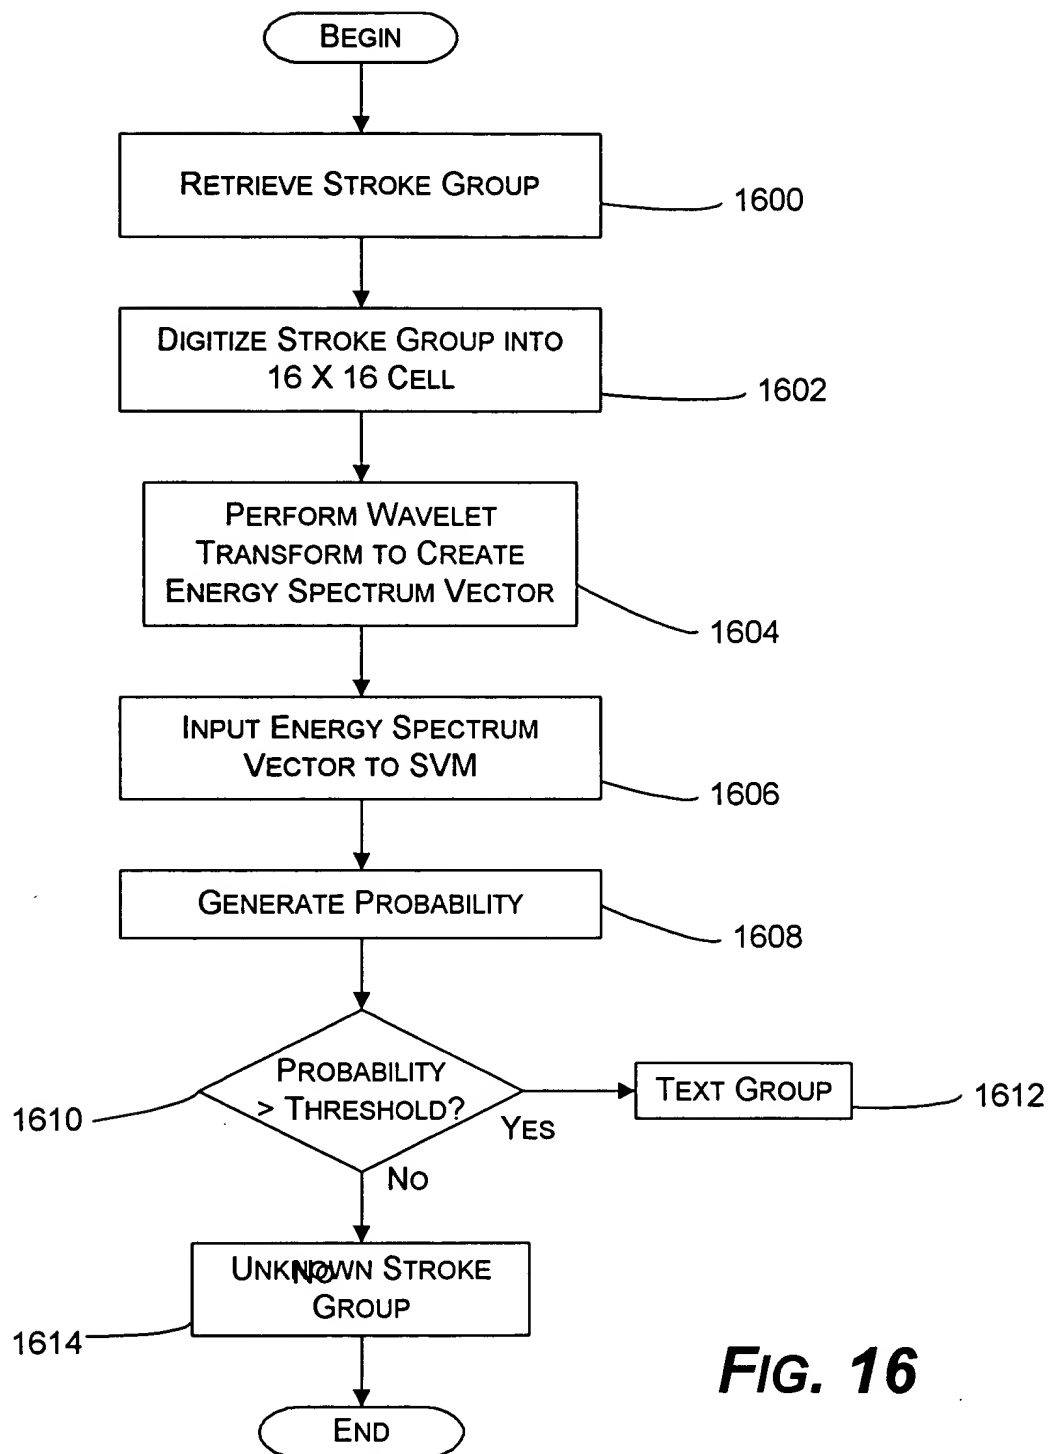 BEGIN
RETRIEVE STROKE GROUP
1600
DIGITIZE STROKE GROUP INTO
16 X 16 CELL
1602
PERFORM WAVELET
TRANSFORM TO CREATE
ENERGY SPECTRUM VECTOR
1604
INPUT ENERGY SPECTRUM
VECTOR TO SVM
1606
GENERATE PROBABILITY
1608
PROBABILITY
> THRESHOLD?
1610
YES
TEXT GROUP
1612
NO
UNKNOWN STROKE
GROUP
NO
1614
END
FIG. 16